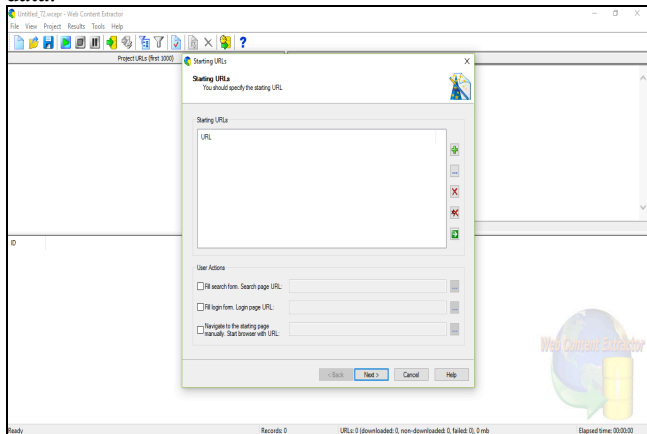 Untitled_72.wcepr - Web Content Extractor
File View Project Results Tools Help
Project URLs (first 1000)
Starting URLs
Starting URLs
You should specify the starting URL
Starting URLs
URL
ID
User Actions
Fill search form. Search page URL:
...
Fill login form. Login page URL:
...
Navigate to the starting page
manually. Start browser with URL:
...
Web Content Extractor
< Back Next > Cancel Help
Ready Records: 0 URLs: 0 (downloaded: 0, non-downloaded: 0, failed: 0), 0 mb Elapsed time: 00:00:00